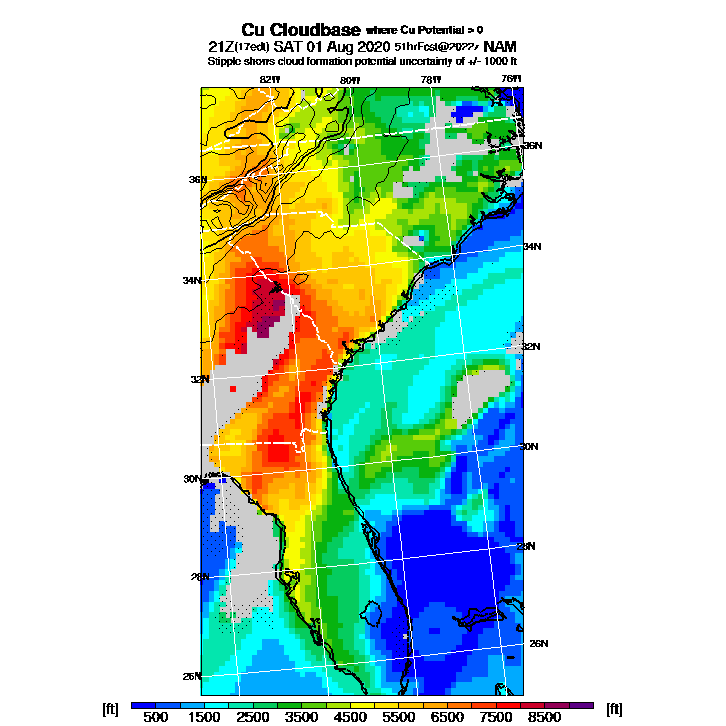 Cu Cloudbase where Cu Potential > 0
21Z(17edt) SAT 01 Aug 2020 51hrFcst@2022z NAM
Stipple shows cloud formation potential uncertainty of +/- 1000 ft
82W 80W 78W 76W
36N
36N
34N
34N
32N
32N
30N
30N
28N
28N
26N
26N
[ft] [ft]
500 1500 2500 3500 4500 5500 6500 7500 8500